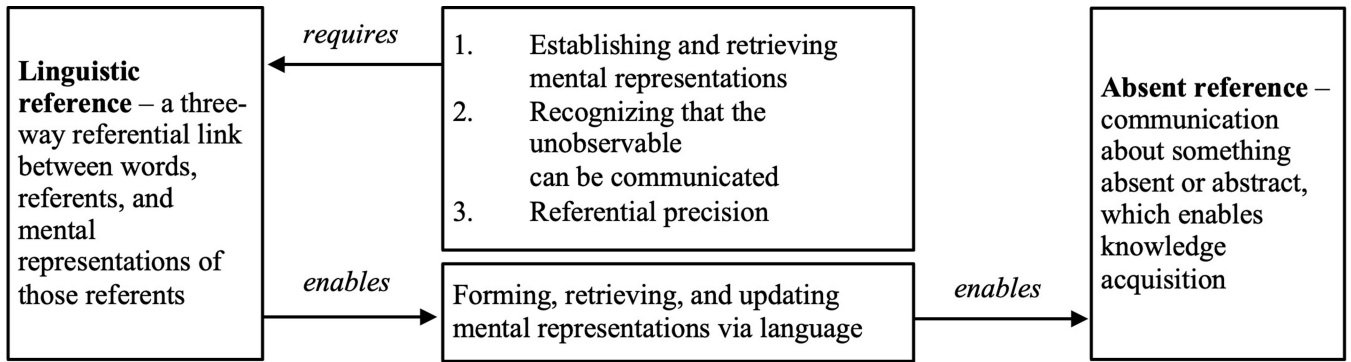 Linguistic
reference – a three-
way referential link
between words,
referents, and
mental
representations of
those referents
requires
1. Establishing and retrieving
mental representations
2. Recognizing that the
unobservable
can be communicated
3. Referential precision
enables
Forming, retrieving, and updating
mental representations via language
enables
Absent reference –
communication
about something
absent or abstract,
which enables
knowledge
acquisition